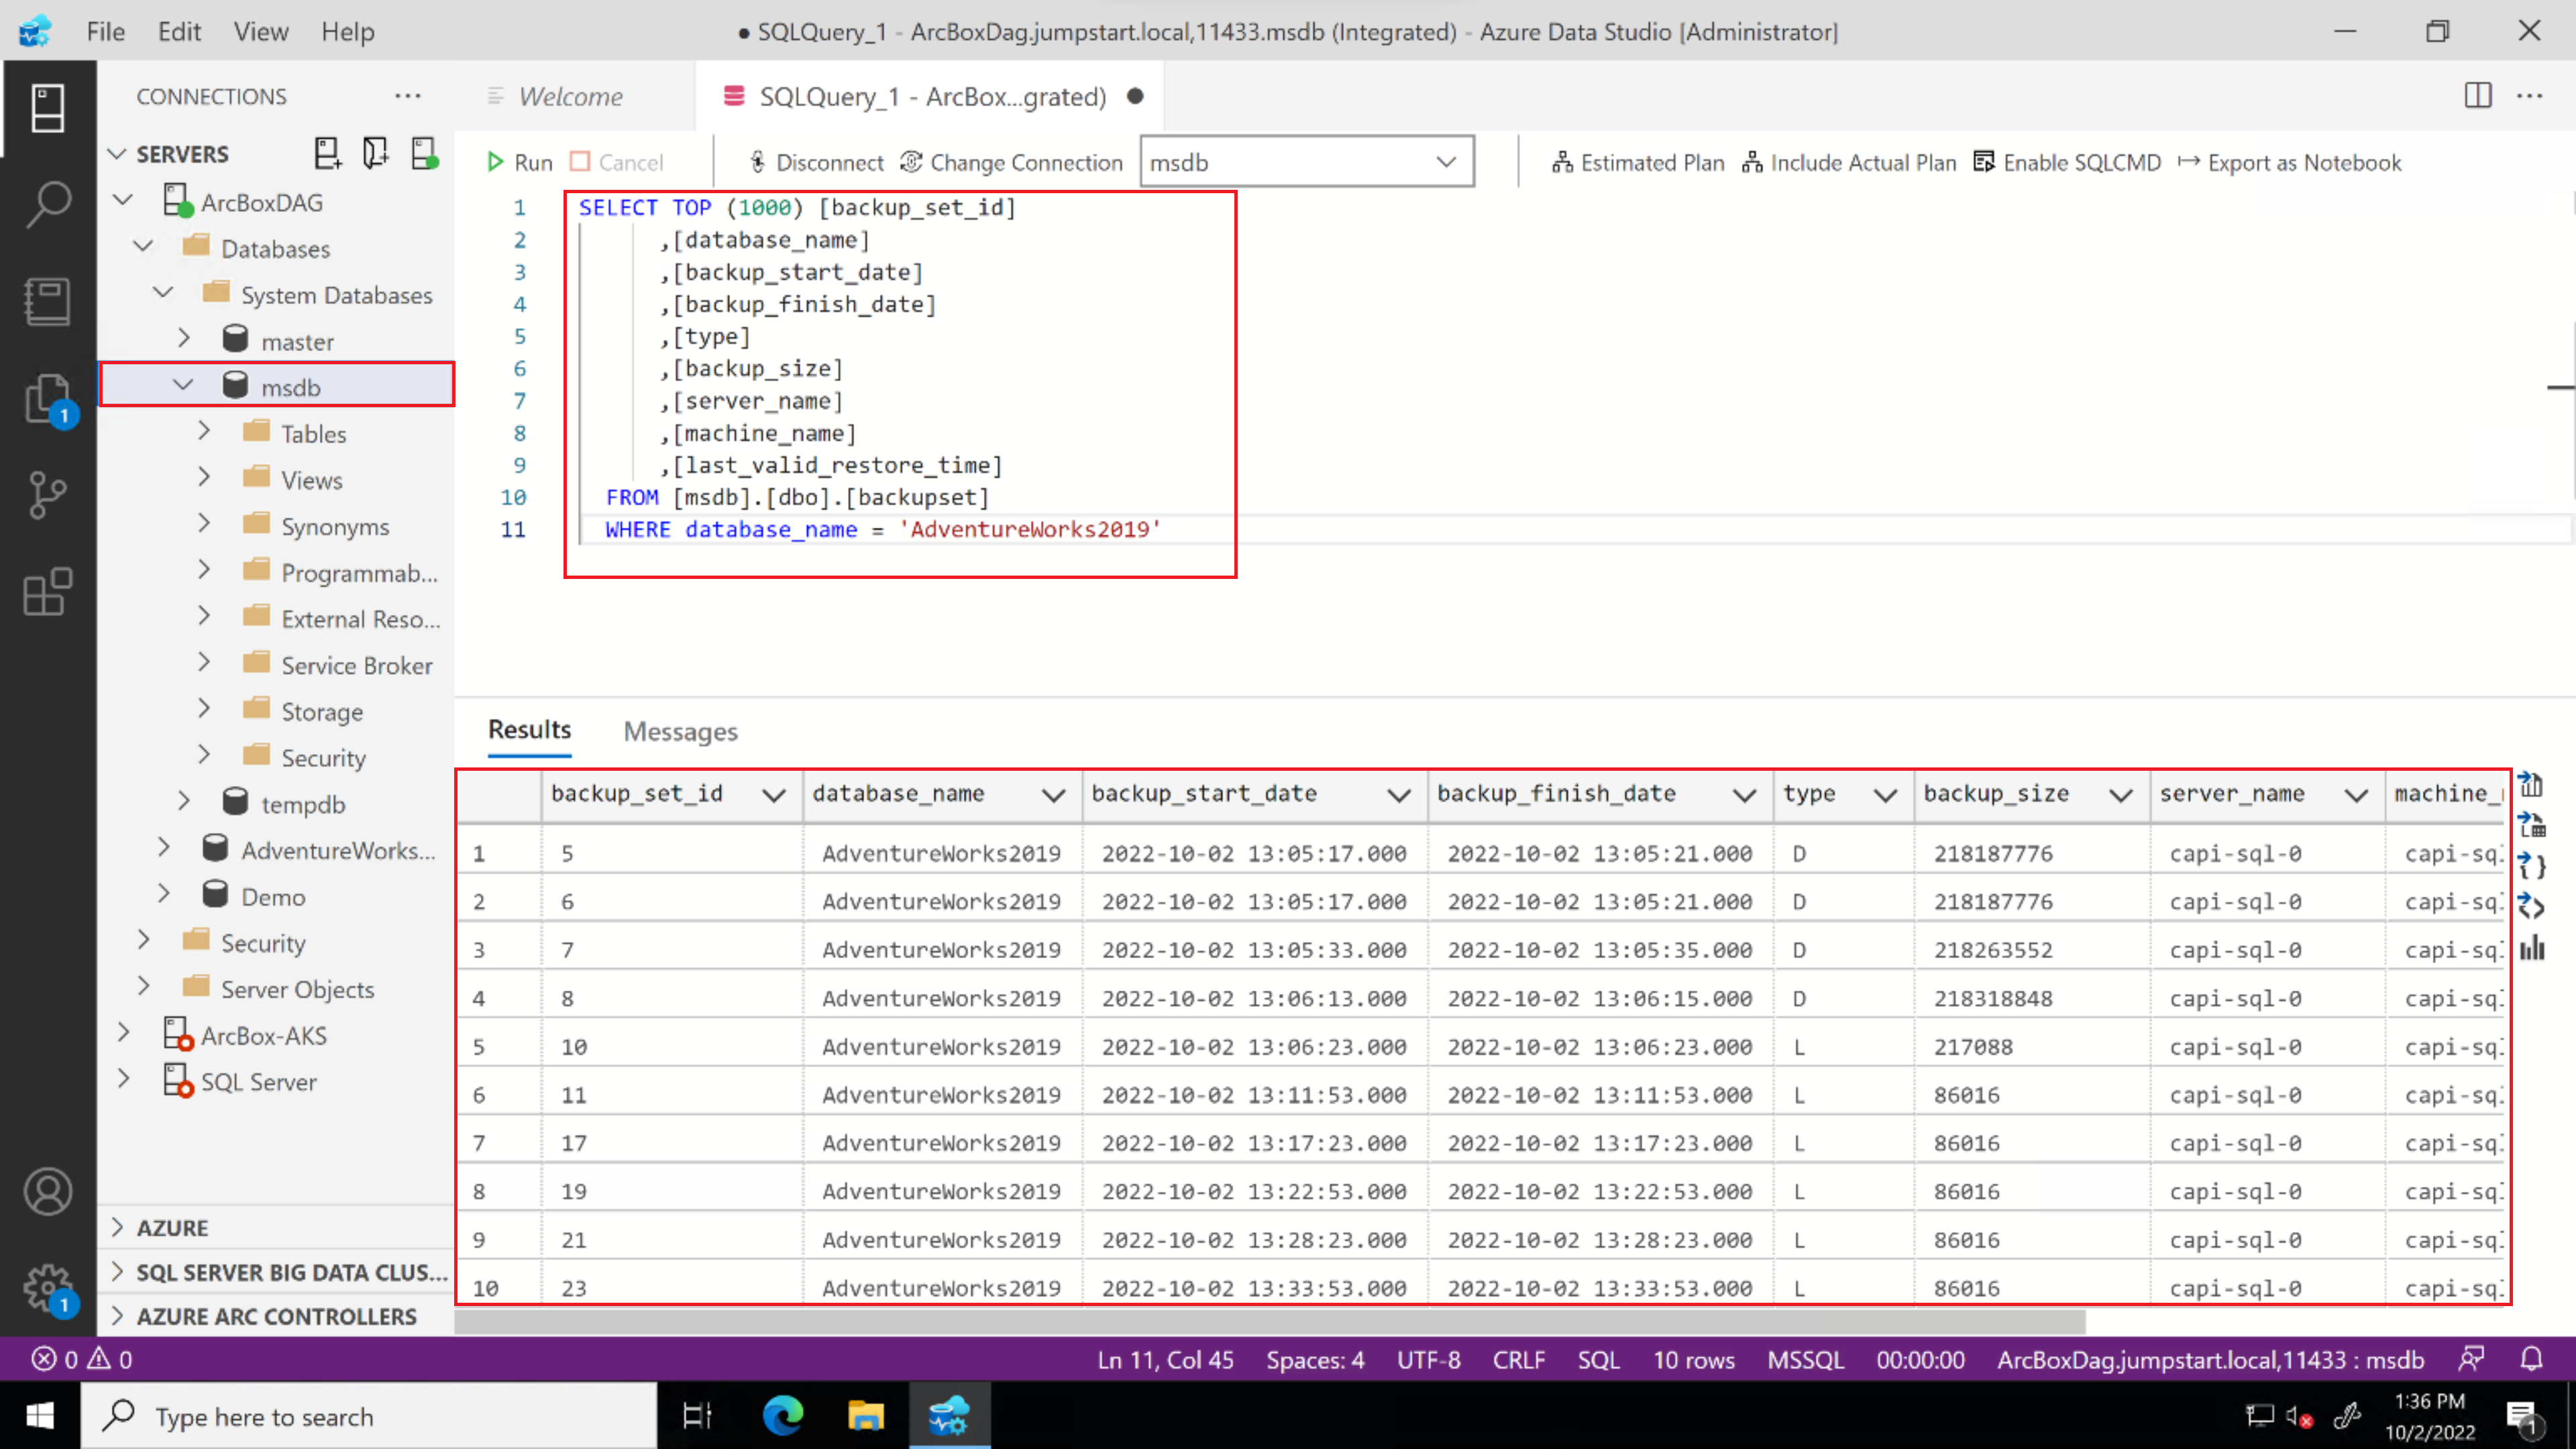 File Edit View Help
● SQLQuery_1 - ArcBoxDag.jumpstart.local,11433.msdb (Integrated) - Azure Data Studio [Administrator]
CONNECTIONS
Welcome
SQLQuery_1 - ArcBox...grated)
SERVERS
Run Cancel Disconnect Change Connection msdb Estimated Plan Include Actual Plan Enable SQLCMD Export as Notebook
ArcBoxDAG
Databases
System Databases
master
msdb
Tables
Views
Synonyms
Programmab...
External Reso...
Service Broker
Storage
Security
tempdb
AdventureWorks...
Demo
Security
Server Objects
ArcBox-AKS
SQL Server
AZURE
SQL SERVER BIG DATA CLUS...
AZURE ARC CONTROLLERS
1
1
1 SELECT TOP (1000) [backup_set_id]
2 ,[database_name]
3 ,[backup_start_date]
4 ,[backup_finish_date]
5 ,[type]
6 ,[backup_size]
7 ,[server_name]
8 ,[machine_name]
9 ,[last_valid_restore_time]
10 FROM [msdb].[dbo].[backupset]
11 WHERE database_name = 'AdventureWorks2019'
Results Messages
backup_set_id database_name backup_start_date backup_finish_date type backup_size server_name machine_
1 5 AdventureWorks2019 2022-10-02 13:05:17.000 2022-10-02 13:05:21.000 D 218187776 capi-sql-0 capi-sq
2 6 AdventureWorks2019 2022-10-02 13:05:17.000 2022-10-02 13:05:21.000 D 218187776 capi-sql-0 capi-sq
3 7 AdventureWorks2019 2022-10-02 13:05:33.000 2022-10-02 13:05:35.000 D 218263552 capi-sql-0 capi-sq
4 8 AdventureWorks2019 2022-10-02 13:06:13.000 2022-10-02 13:06:15.000 D 218318848 capi-sql-0 capi-sq
5 10 AdventureWorks2019 2022-10-02 13:06:23.000 2022-10-02 13:06:23.000 L 217088 capi-sql-0 capi-sq
6 11 AdventureWorks2019 2022-10-02 13:11:53.000 2022-10-02 13:11:53.000 L 86016 capi-sql-0 capi-sq
7 17 AdventureWorks2019 2022-10-02 13:17:23.000 2022-10-02 13:17:23.000 L 86016 capi-sql-0 capi-sq
8 19 AdventureWorks2019 2022-10-02 13:22:53.000 2022-10-02 13:22:53.000 L 86016 capi-sql-0 capi-sq
9 21 AdventureWorks2019 2022-10-02 13:28:23.000 2022-10-02 13:28:23.000 L 86016 capi-sql-0 capi-sq
10 23 AdventureWorks2019 2022-10-02 13:33:53.000 2022-10-02 13:33:53.000 L 86016 capi-sql-0 capi-sq
0 0 Ln 11, Col 45 Spaces: 4 UTF-8 CRLF SQL 10 rows MSSQL 00:00:00 ArcBoxDag.jumpstart.local,11433 : msdb
Type here to search
1:36 PM
10/2/2022
1